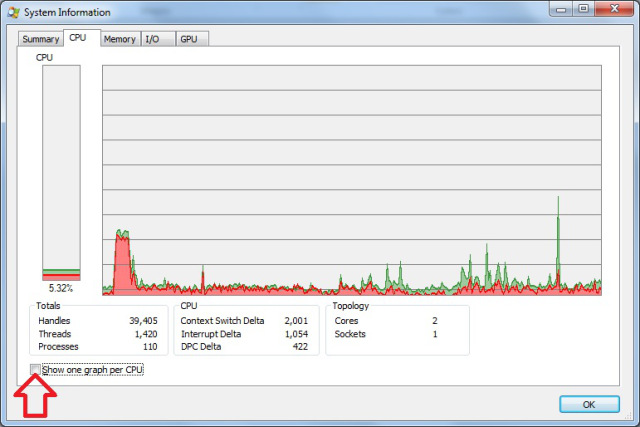 System Information
Summary CPU Memory I/O GPU
CPU
5.32%
Totals
Handles 39,405
Threads 1,420
Processes 110
CPU
Context Switch Delta 2,001
Interrupt Delta 1,054
DPC Delta 422
Topology
Cores 2
Sockets 1
Show one graph per CPU
OK